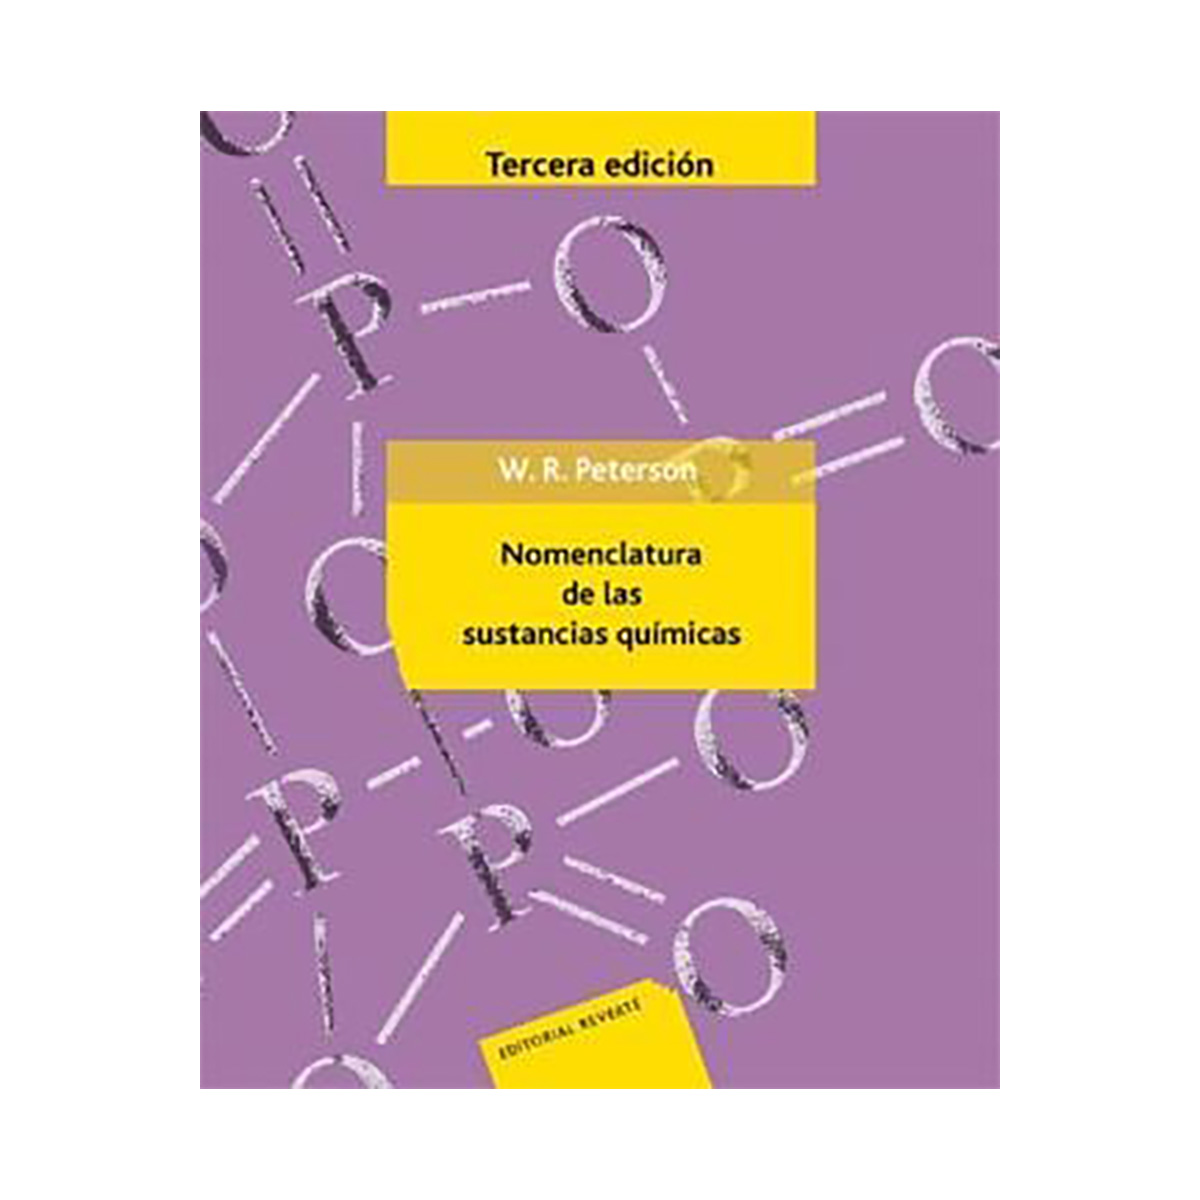 Tercera edición
O
O
P
O
O
W. R. Peterson
O
Nomenclatura
de las
sustancias químicas
O
O
O
O
P
P
O
O
EDITORIAL REVERTÉ